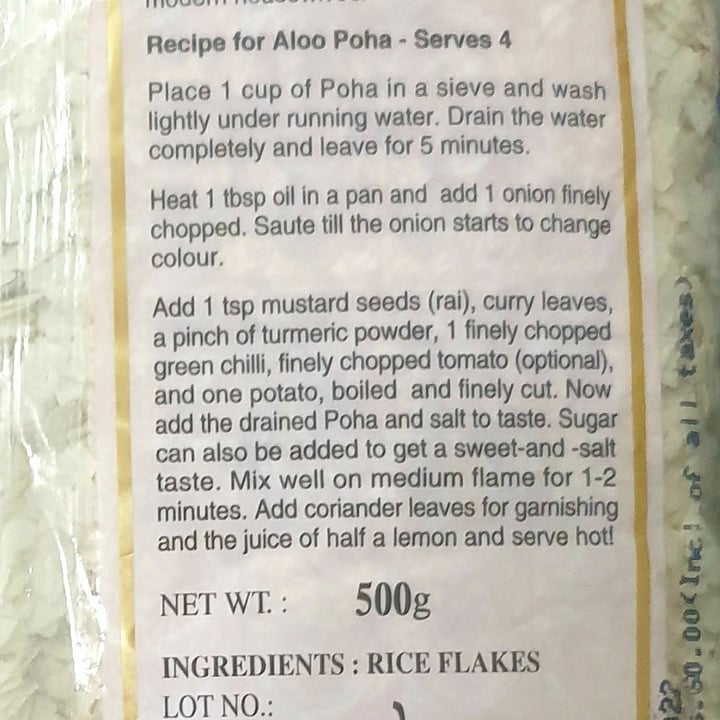 Recipe for Aloo Poha - Serves 4
Place 1 cup of Poha in a sieve and wash
lightly under running water. Drain the water
completely and leave for 5 minutes.
Heat 1 tbsp oil in a pan and add 1 onion finely
chopped. Saute till the onion starts to change
colour.
Add 1 tsp mustard seeds (rai), curry leaves,
a pinch of turmeric powder, 1 finely chopped
green chilli, finely chopped tomato (optional),
and one potato, boiled and finely cut. Now
add the drained Poha and salt to taste. Sugar
can also be added to get a sweet-and -salt
taste. Mix well on medium flame for 1-2
minutes. Add coriander leaves for garnishing
and the juice of half a lemon and serve hot!
NET WT. : 500g
INGREDIENTS : RICE FLAKES
LOT NO.:
.00(Incl of all taxes)